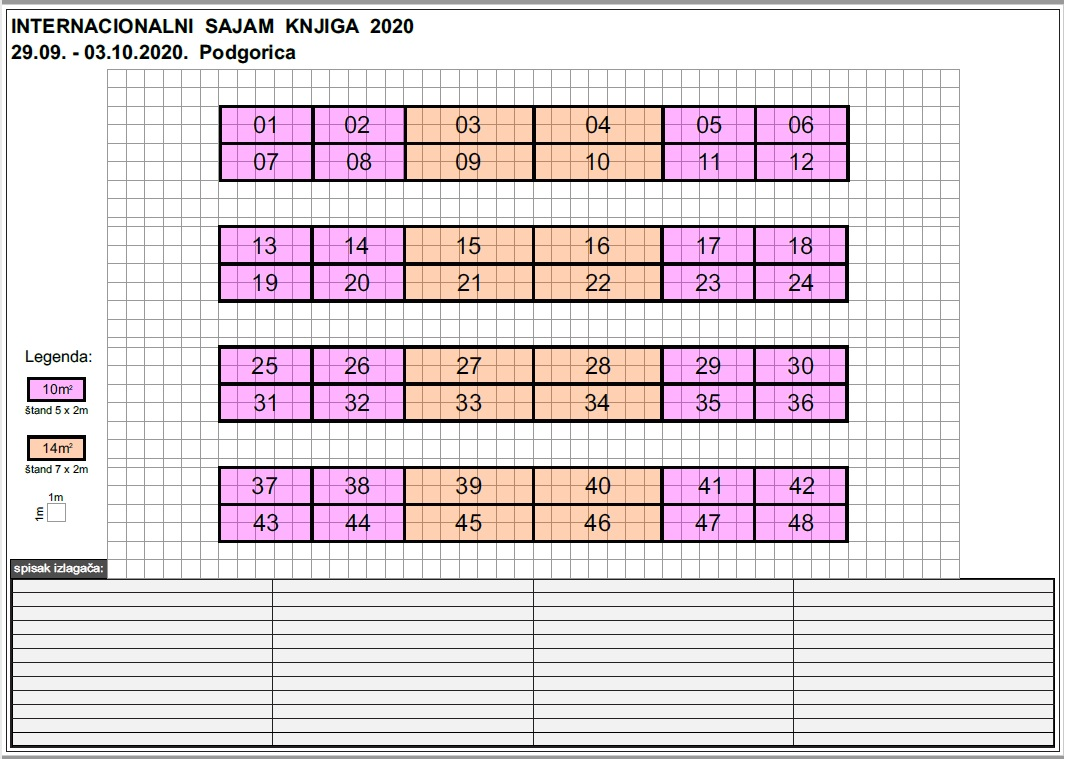 INTERNACIONALNI SAJAM KNJIGA 2020
29.09. - 03.10.2020. Podgorica
01 02 03 04 05 06
07 08 09 10 11 12
13 14 15 16 17 18
19 20 21 22 23 24
Legenda:
10m²
štand 5 x 2m
14m²
štand 7 x 2m
1m
1m
25 26 27 28 29 30
31 32 33 34 35 36
37 38 39 40 41 42
43 44 45 46 47 48
spisak izlagača: